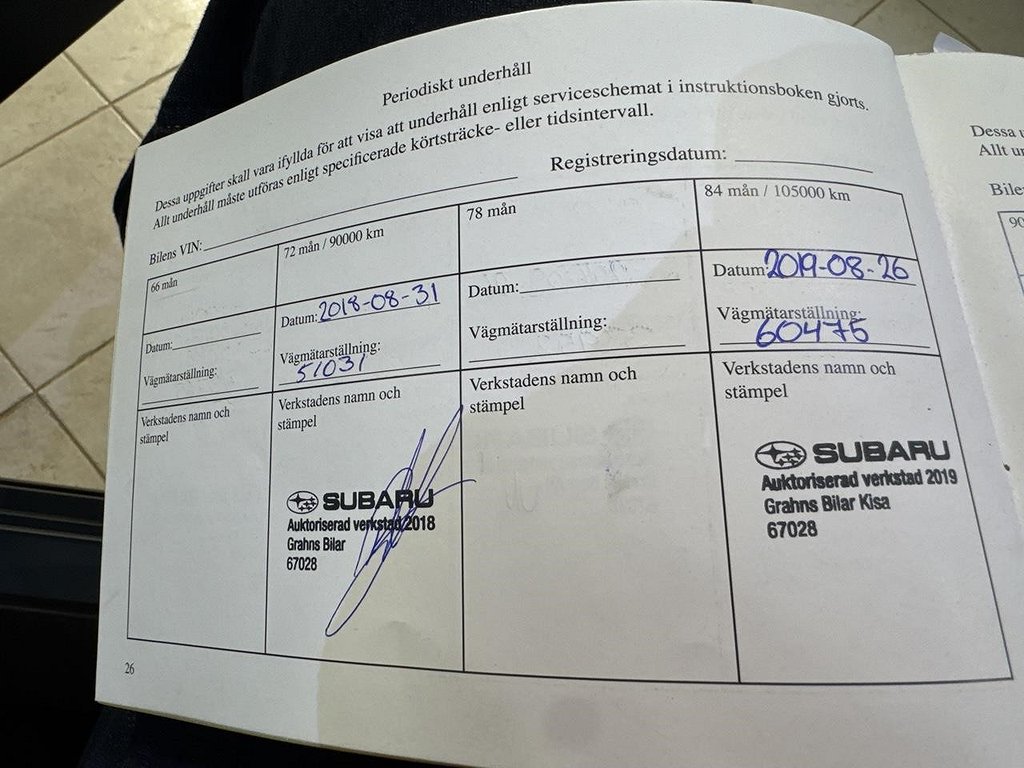 Periodiskt underhåll
Dessa uppgifter skall vara ifyllda för att visa att underhåll enligt serviceschemat i instruktionsboken gjorts.
Allt underhåll måste utföras enligt specificerade körtsträcke- eller tidsintervall.
Bilens VIN:
Registreringsdatum:
66 mån
Datum:
Vägmätarställning:
Verkstadens namn och
stämpel
72 mån / 90000 km
Datum: 2018-08-31
Vägmätarställning:
51031
Verkstadens namn och
stämpel
SUBARU
Auktoriserad verkstad 2018
Grahns Bilar
67028
78 mån
Datum:
Vägmätarställning:
Verkstadens namn och
stämpel
84 mån / 105000 km
Datum: 2019-08-26
Vägmätarställning:
60475
Verkstadens namn och
stämpel
SUBARU
Auktoriserad verkstad 2019
Grahns Bilar Kisa
67028
26
Dessa
Allt